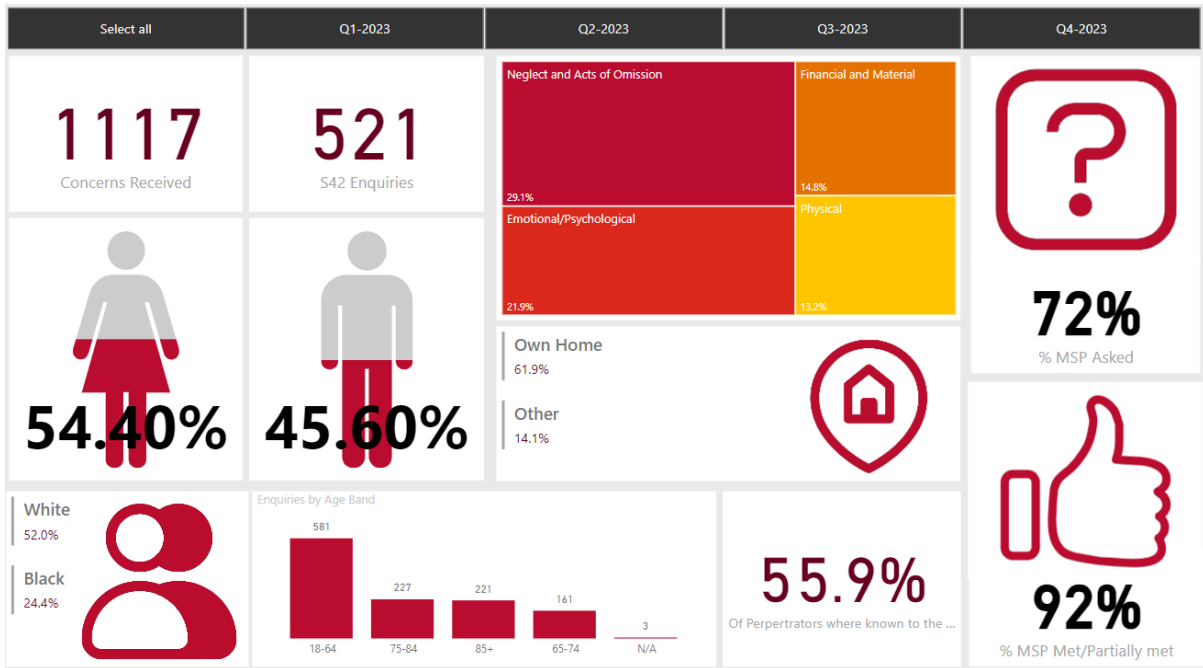 Select all
Q1-2023
Q2-2023
Q3-2023
Q4-2023
1117
Concerns Received
521
S42 Enquiries
Neglect and Acts of Omission
29.1%
Financial and Material
14.8%
Emotional/Psychological
21.9%
Physical
13.2%
?
72%
% MSP Asked
54.40%
45.60%
Own Home
61.9%
Other
14.1%
White
52.0%
Black
24.4%
Enquiries by Age Band
581
227
221
161
3
18-64
75-84
85+
65-74
N/A
55.9%
Of Perpertrators where known to the ...
92%
% MSP Met/Partially met